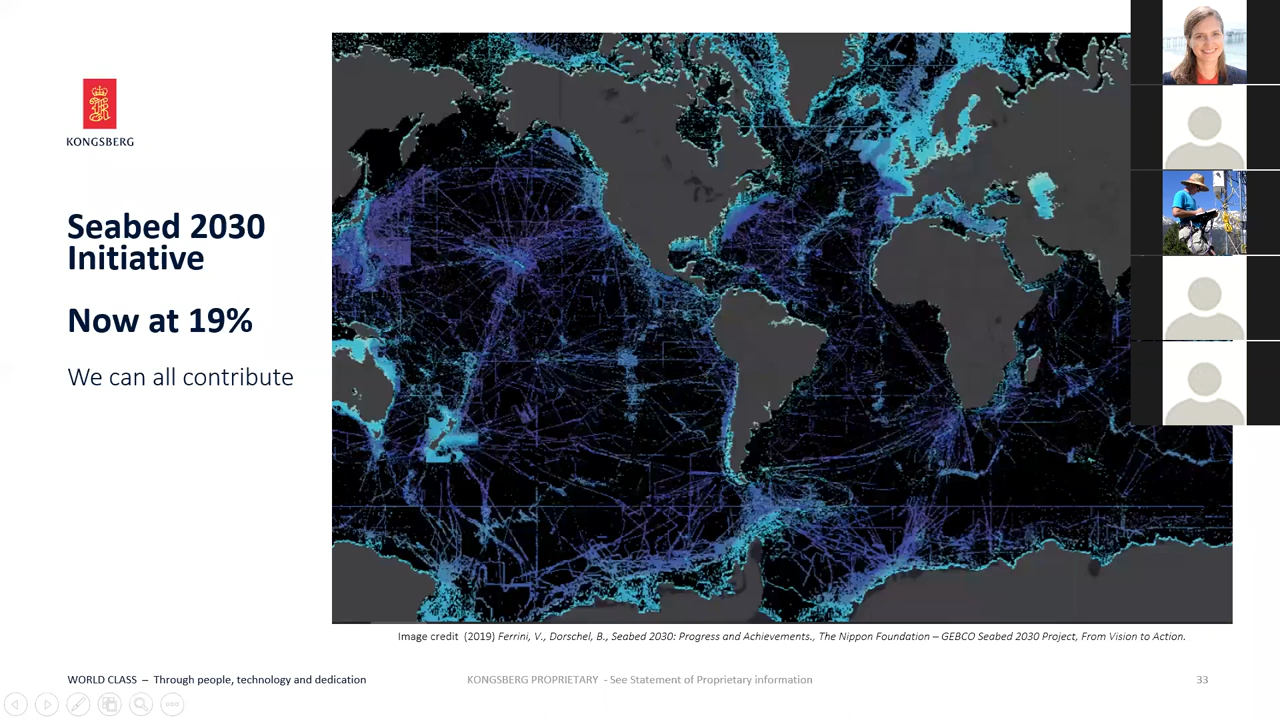 KONGSBERG
Seabed 2030
Initiative
Now at 19%
We can all contribute
Image credit (2019) Ferrini, V., Dorschel, B., Seabed 2030: Progress and Achievements., The Nippon Foundation – GEBCO Seabed 2030 Project, From Vision to Action.
WORLD CLASS – Through people, technology and dedication
KONGSBERG PROPRIETARY - See Statement of Proprietary information
33